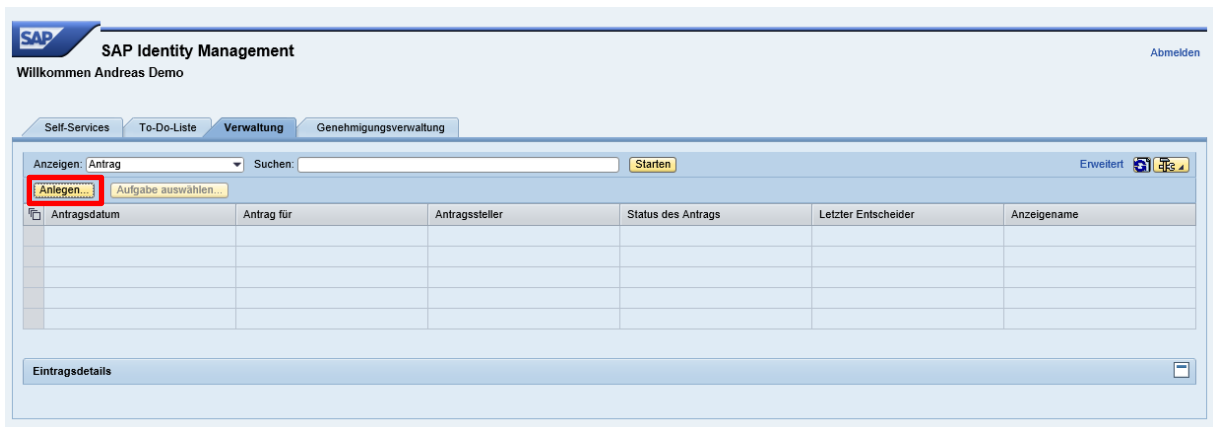 SAP
SAP Identity Management
Abmelden
Willkommen Andreas Demo
Self-Services To-Do-Liste Verwaltung Genehmigungsverwaltung
Anzeigen: Antrag Suchen: Starten Erweitert
Anlegen... Aufgabe auswählen...
Antragsdatum Antrag für Antragssteller Status des Antrags Letzter Entscheider Anzeigename
Eintragsdetails